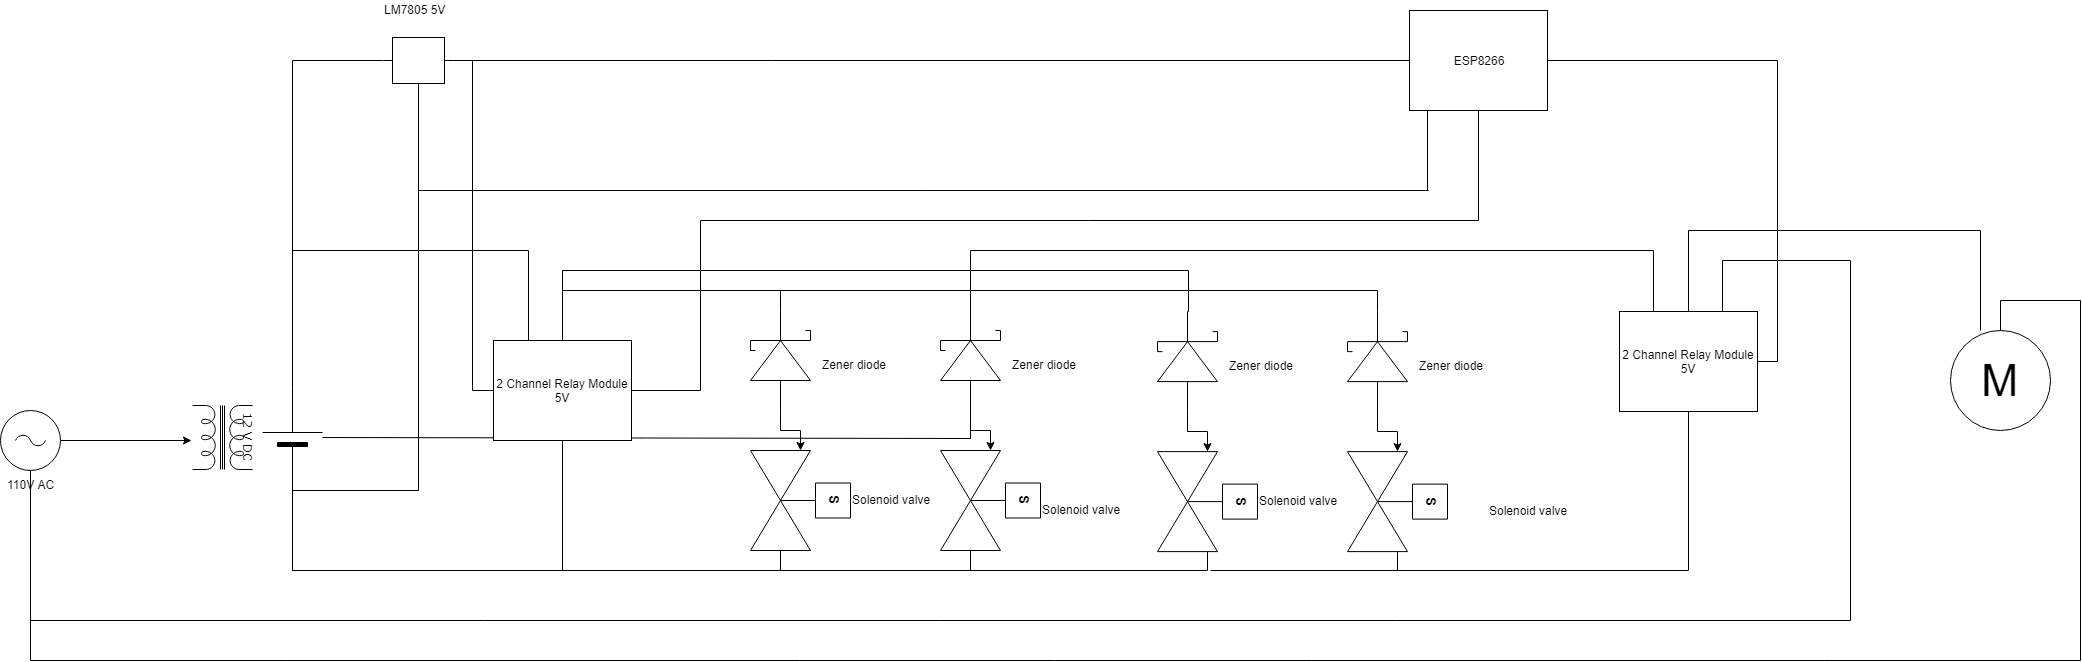 LM7805 5V
ESP8266
2 Channel Relay Module
5V
Zener diode
Zener diode
Zener diode
Zener diode
2 Channel Relay Module
5V
M
12 V DC
110V AC
S
Solenoid valve
S
Solenoid valve
S
Solenoid valve
S
Solenoid valve